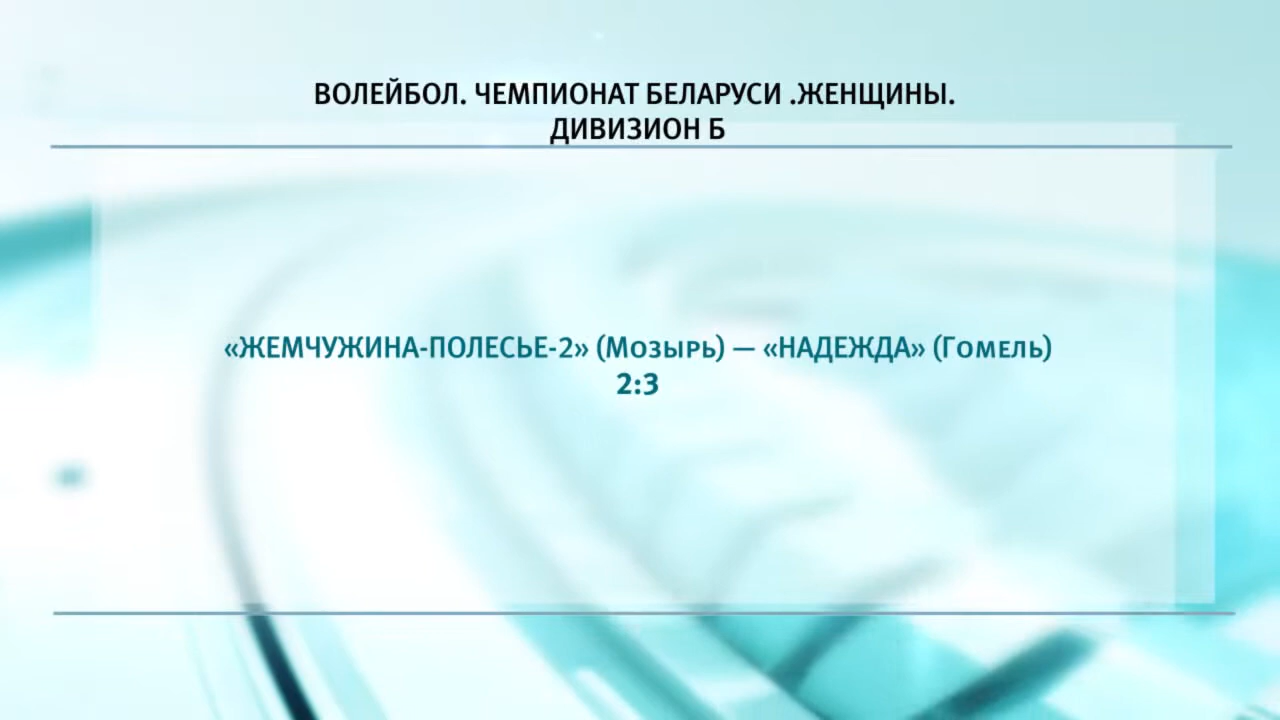 ВОЛЕЙБОЛ. ЧЕМПИОНАТ БЕЛАРУСИ .ЖЕНЩИНЫ.
ДИВИЗИОН Б
«ЖЕМЧУЖИНА-ПОЛЕСЬЕ-2» (Мозырь) — «НАДЕЖДА» (Гомель)
2:3